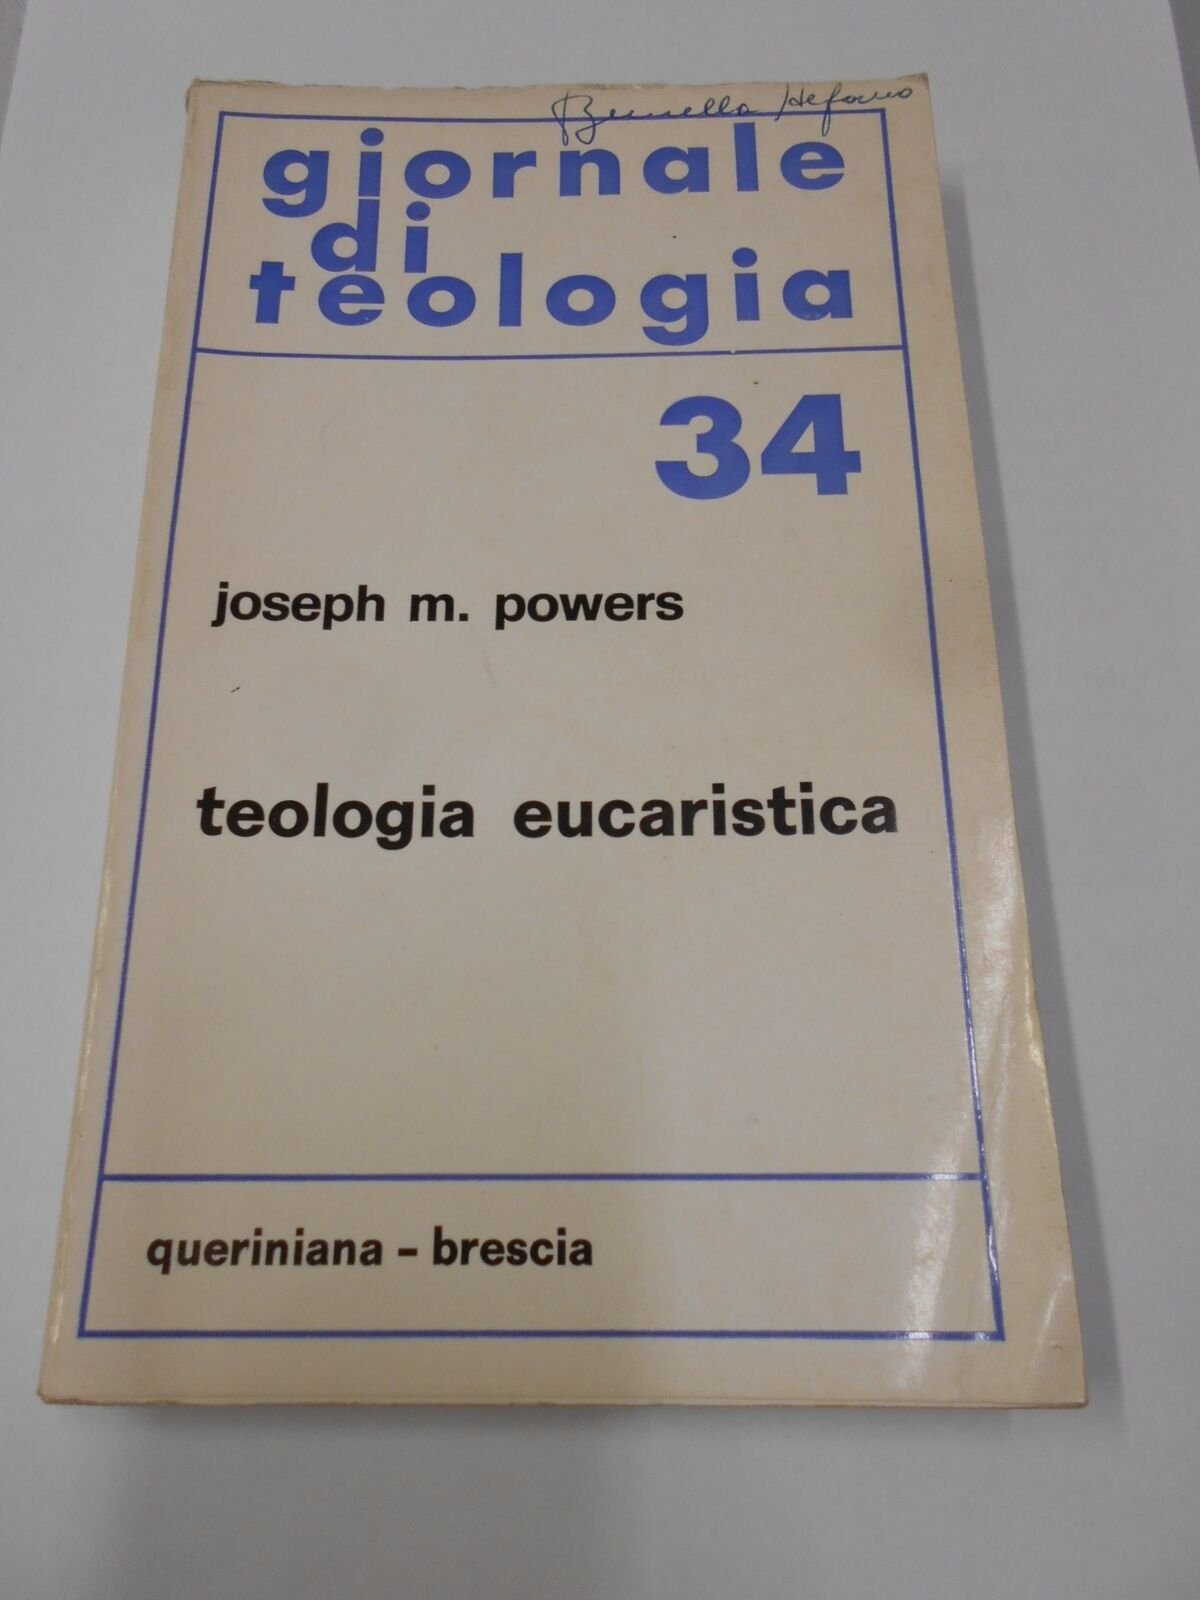 giornale
di
teologia
34
joseph m. powers
teologia eucaristica
queriniana - brescia